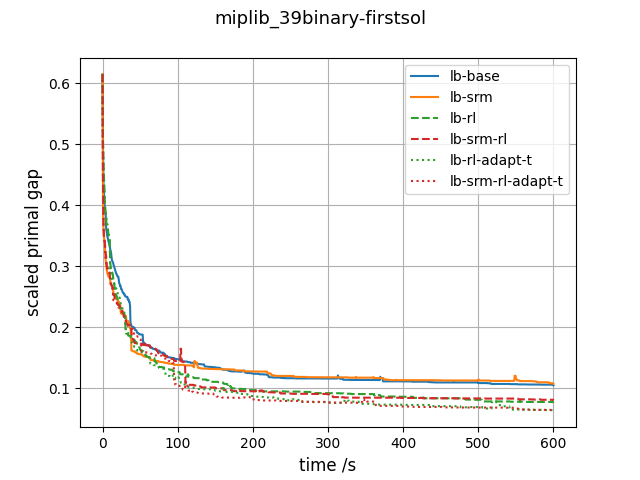 miplib_39binary-firstsol
scaled primal gap
0.6
0.5
0.4
0.3
0.2
0.1
lb-base
lb-srm
lb-rl
lb-srm-rl
lb-rl-adapt-t
lb-srm-rl-adapt-t
0 100 200 300 400 500 600
time /s